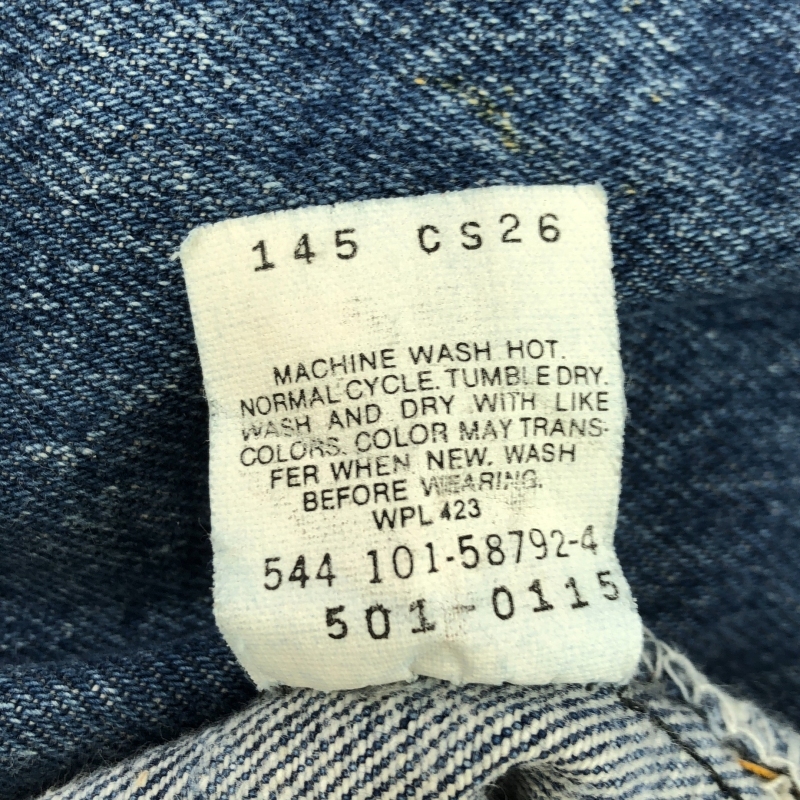 145 CS26
MACHINE WASH HOT.
NORMAL CYCLE. TUMBLE DRY.
WASH AND DRY WITH LIKE
COLORS. COLOR MAY TRANS-
FER WHEN NEW. WASH
BEFORE WEARING.
WPL 423
544 101-58792-4
501-0115